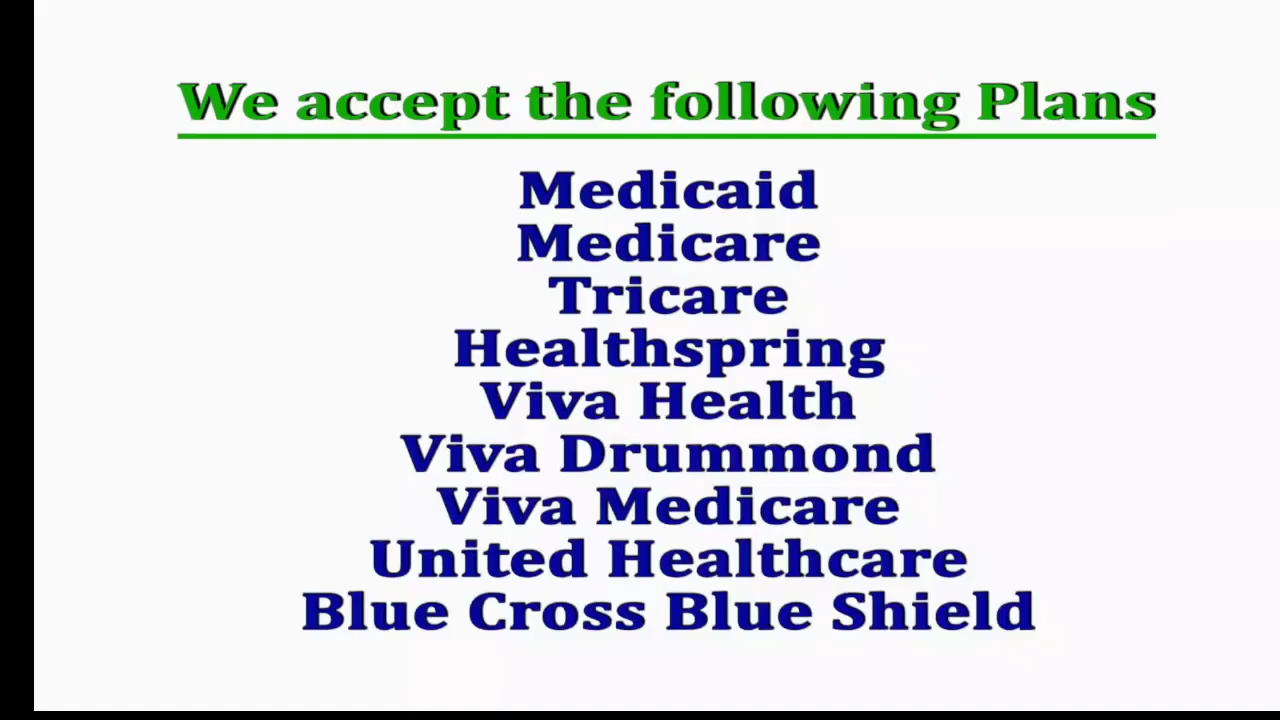 We accept the following Plans
Medicaid
Medicare
Tricare
Healthspring
Viva Health
Viva Drummond
Viva Medicare
United Healthcare
Blue Cross Blue Shield